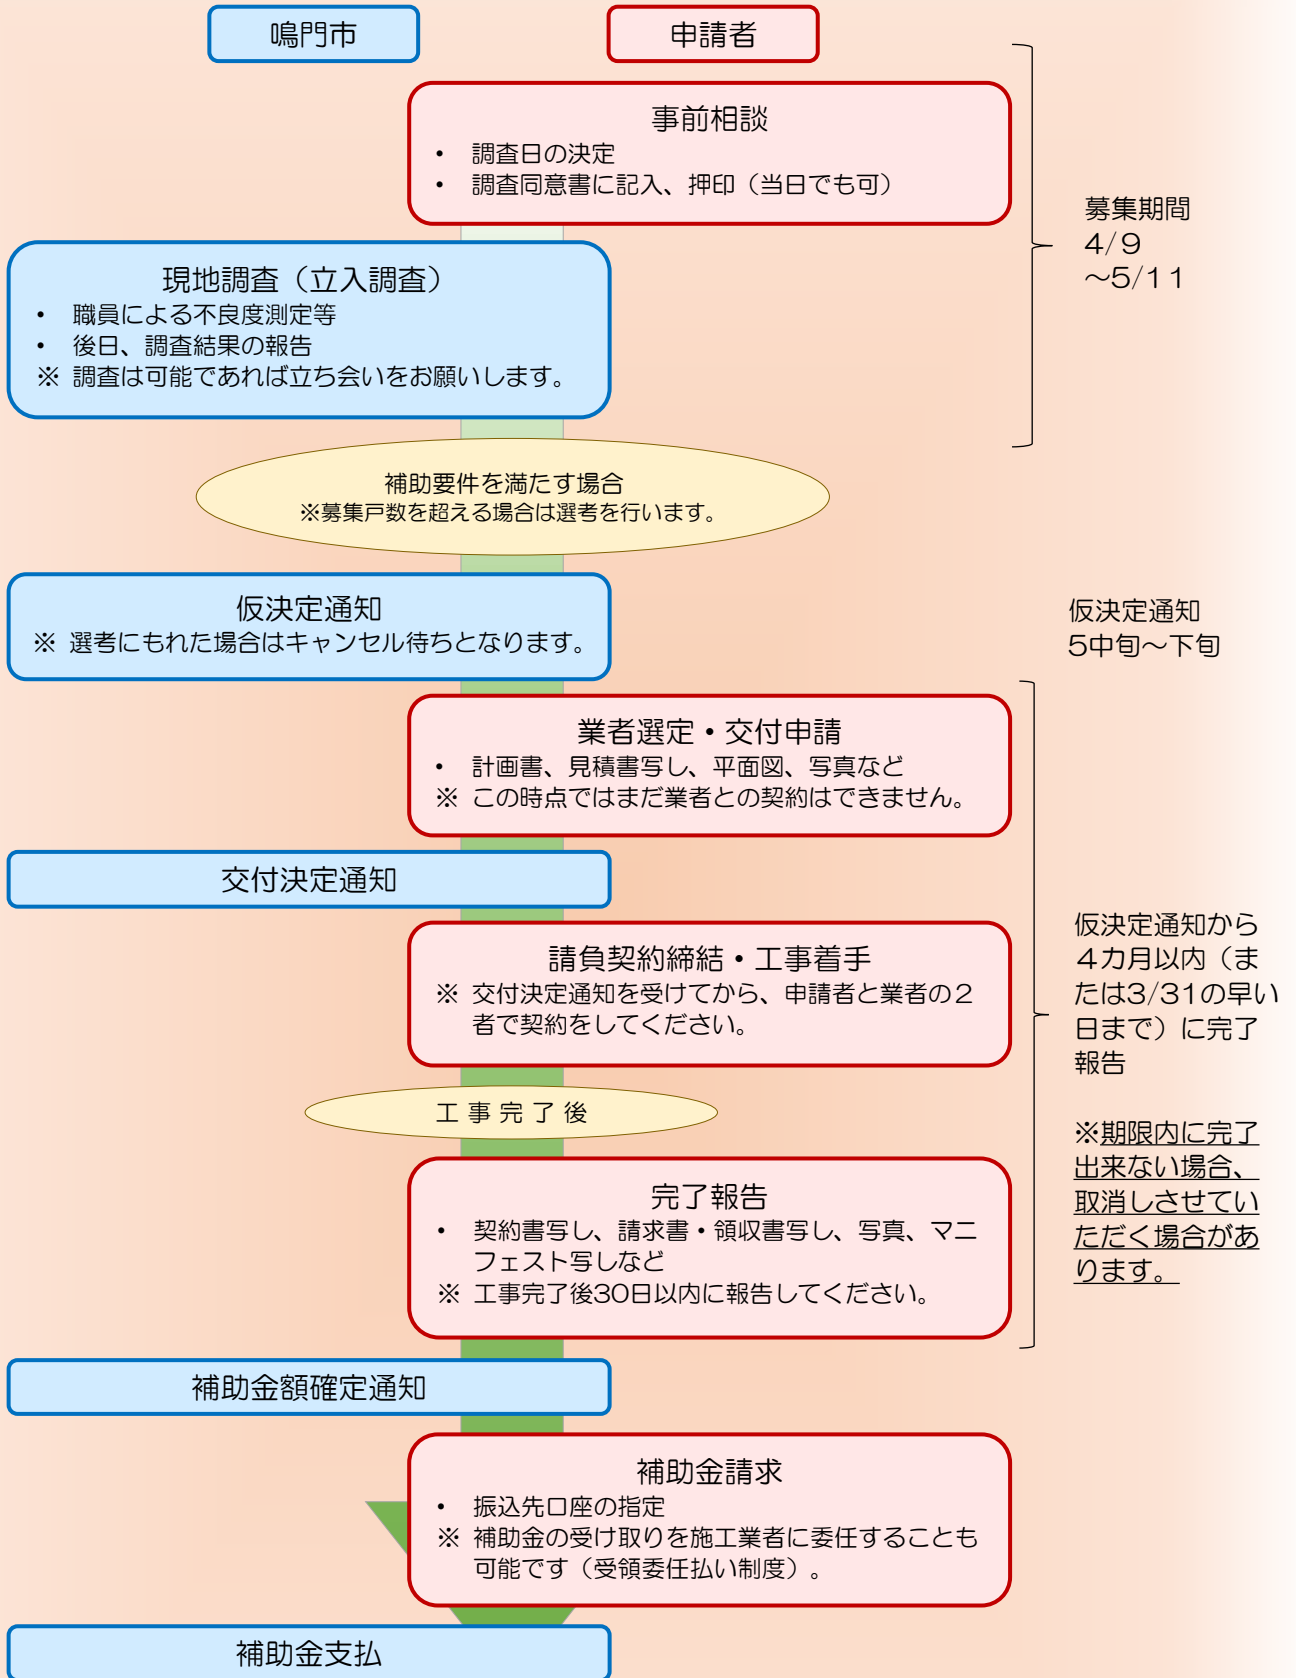 鳴門市
申請者
事前相談
・ 調査日の決定
・ 調査同意書に記入、押印（当日でも可）
募集期間
4/9
～5/11
現地調査（立入調査）
・ 職員による不良度測定等
・ 後日、調査結果の報告
※ 調査は可能であれば立ち会いをお願いします。
補助要件を満たす場合
※募集戸数を超える場合は選考を行います。
仮決定通知
※ 選考にもれた場合はキャンセル待ちとなります。
仮決定通知
5中旬～下旬
業者選定・交付申請
・ 計画書、見積書写し、平面図、写真など
※ この時点ではまだ業者との契約はできません。
交付決定通知
請負契約締結・工事着手
※ 交付決定通知を受けてから、申請者と業者の２
者で契約をしてください。
仮決定通知から
４カ月以内（ま
たは3/31の早い
日まで）に完了
報告
※期限内に完了
出来ない場合、
取消しさせてい
ただく場合があ
ります。
工 事 完 了 後
完了報告
・ 契約書写し、請求書・領収書写し、写真、マニ
フェスト写しなど
※ 工事完了後30日以内に報告してください。
補助金額確定通知
補助金請求
・ 振込先口座の指定
※ 補助金の受け取りを施工業者に委任することも
可能です（受領委任払い制度）。
補助金支払